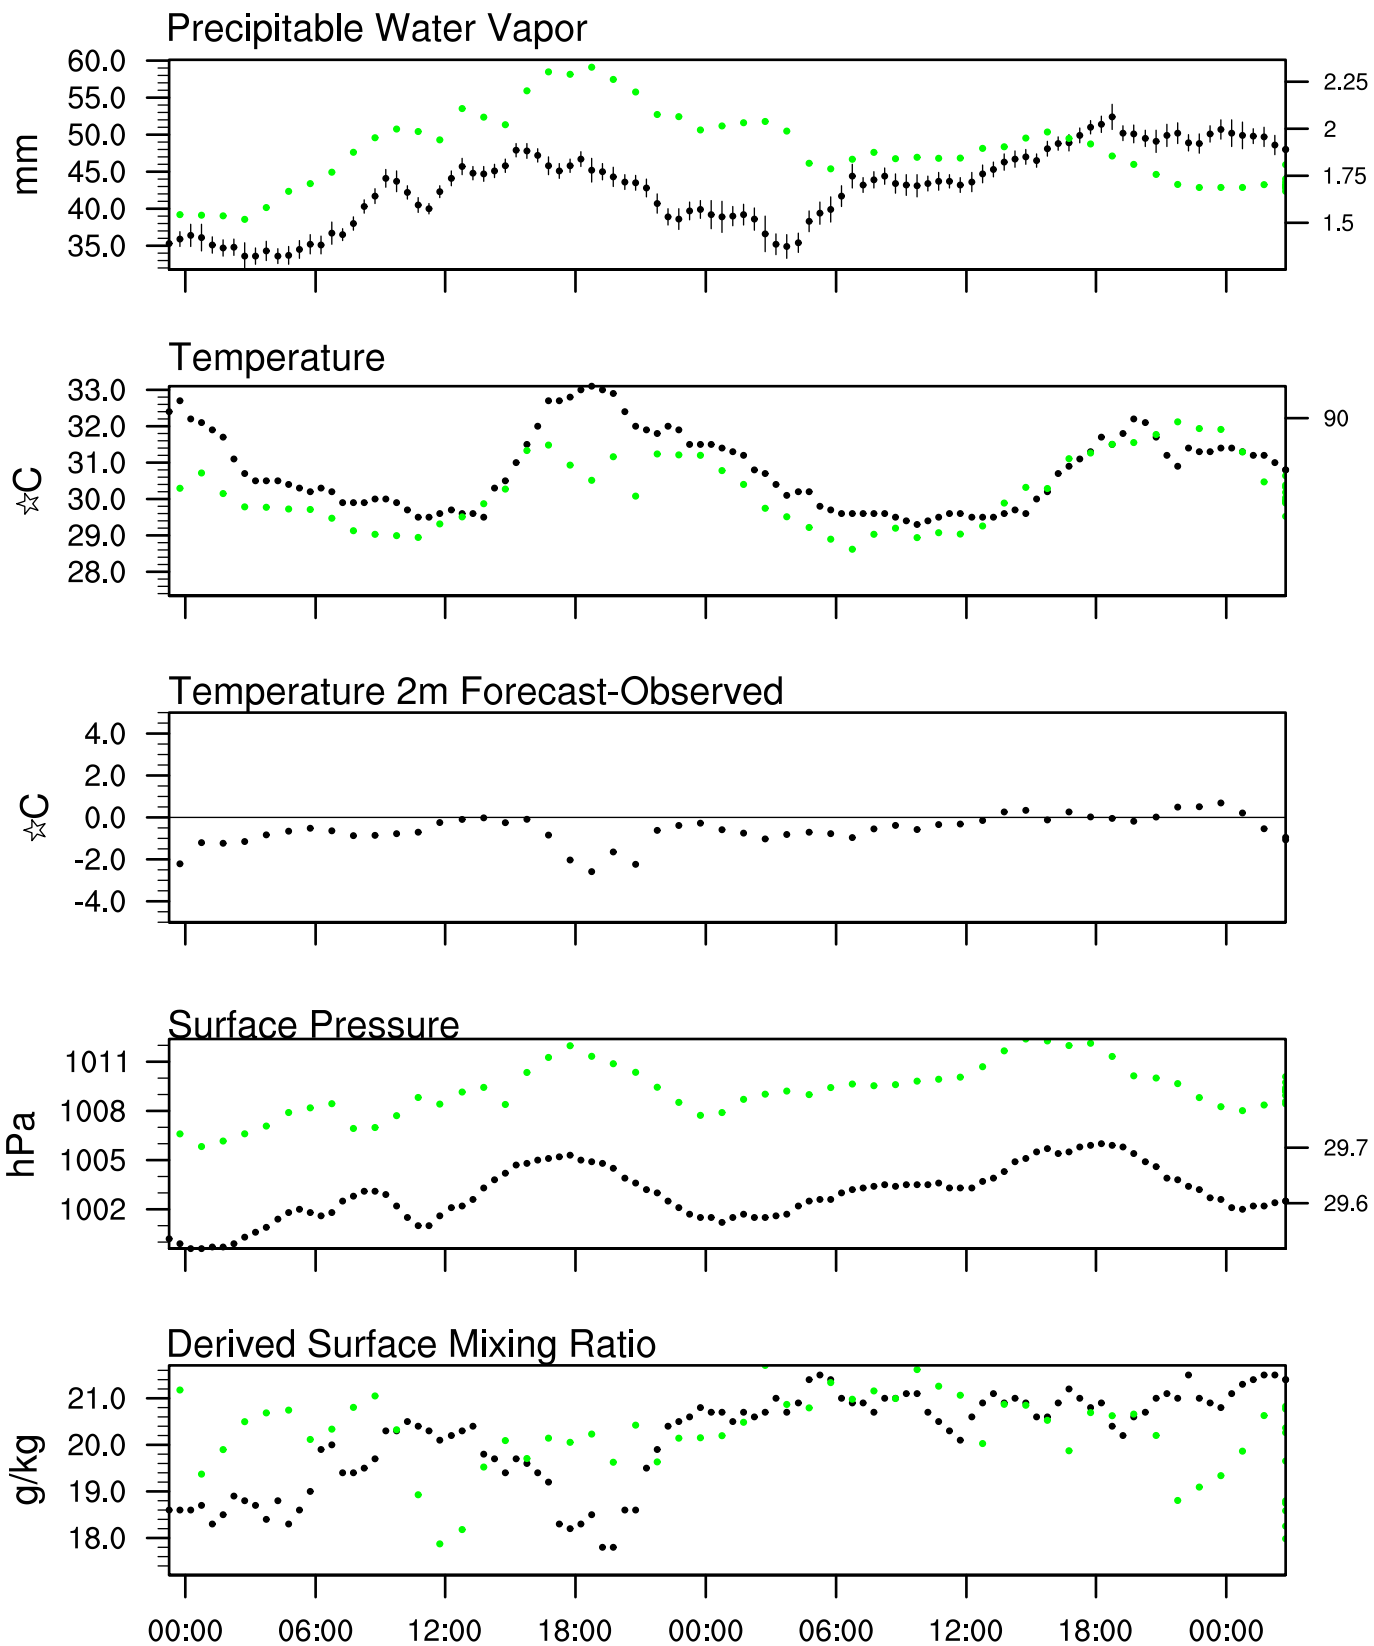 Precipitable Water Vapor
60.0
55.0
50.0
45.0
40.0
35.0
mm
2.25
2
1.75
1.5
Temperature
33.0
32.0
31.0
30.0
29.0
28.0
☆C
90
Temperature 2m Forecast-Observed
4.0
2.0
0.0
-2.0
-4.0
☆C
Surface Pressure
1011
1008
1005
1002
hPa
29.7
29.6
Derived Surface Mixing Ratio
21.0
20.0
19.0
18.0
g/kg
00:00 06:00 12:00 18:00 00:00 06:00 12:00 18:00 00:00